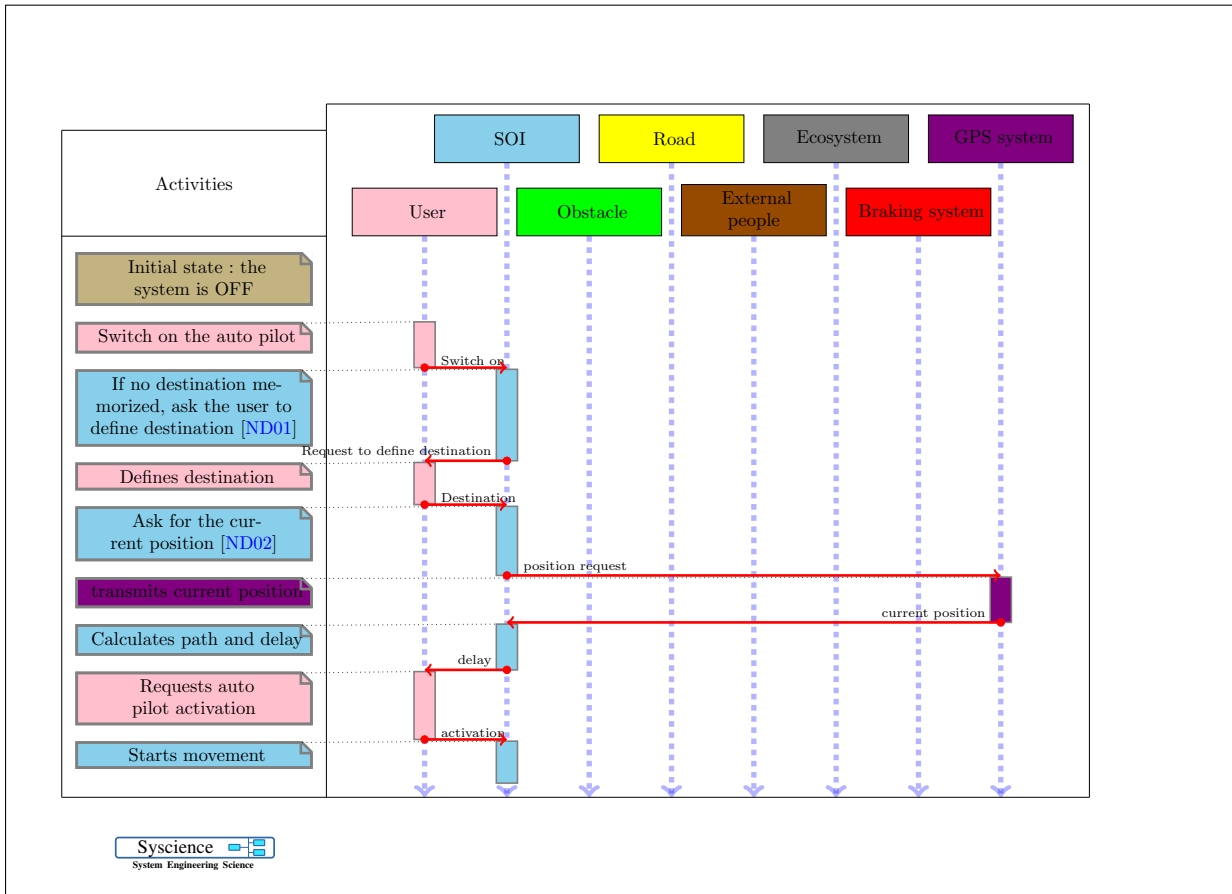 SOI
Road
Ecosystem
GPS system
Activities
User
Obstacle
External
people
Braking system
Initial state : the
system is OFF
Switch on the auto pilot
Switch on
If no destination me-
morized, ask the user to
define destination [ND01]
Request to define destination
Defines destination
Destination
Ask for the cur-
rent position [ND02]
position request
transmits current position
current position
Calculates path and delay
delay
Requests auto
pilot activation
activation
Starts movement
Syscience
System Engineering Science